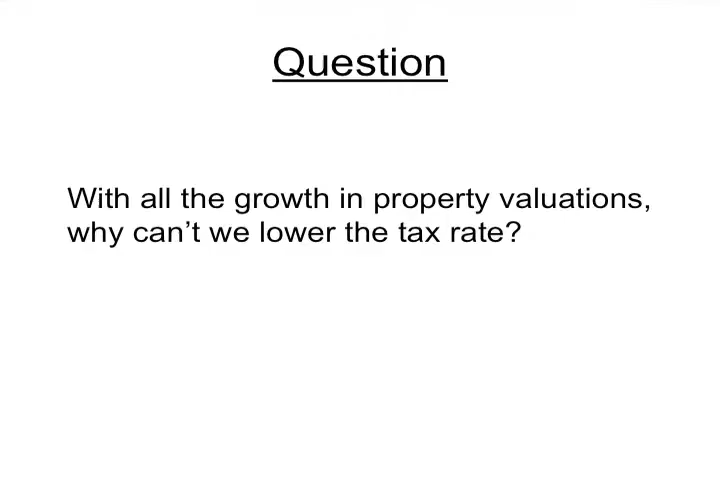 Question
With all the growth in property valuations,
why can’t we lower the tax rate?